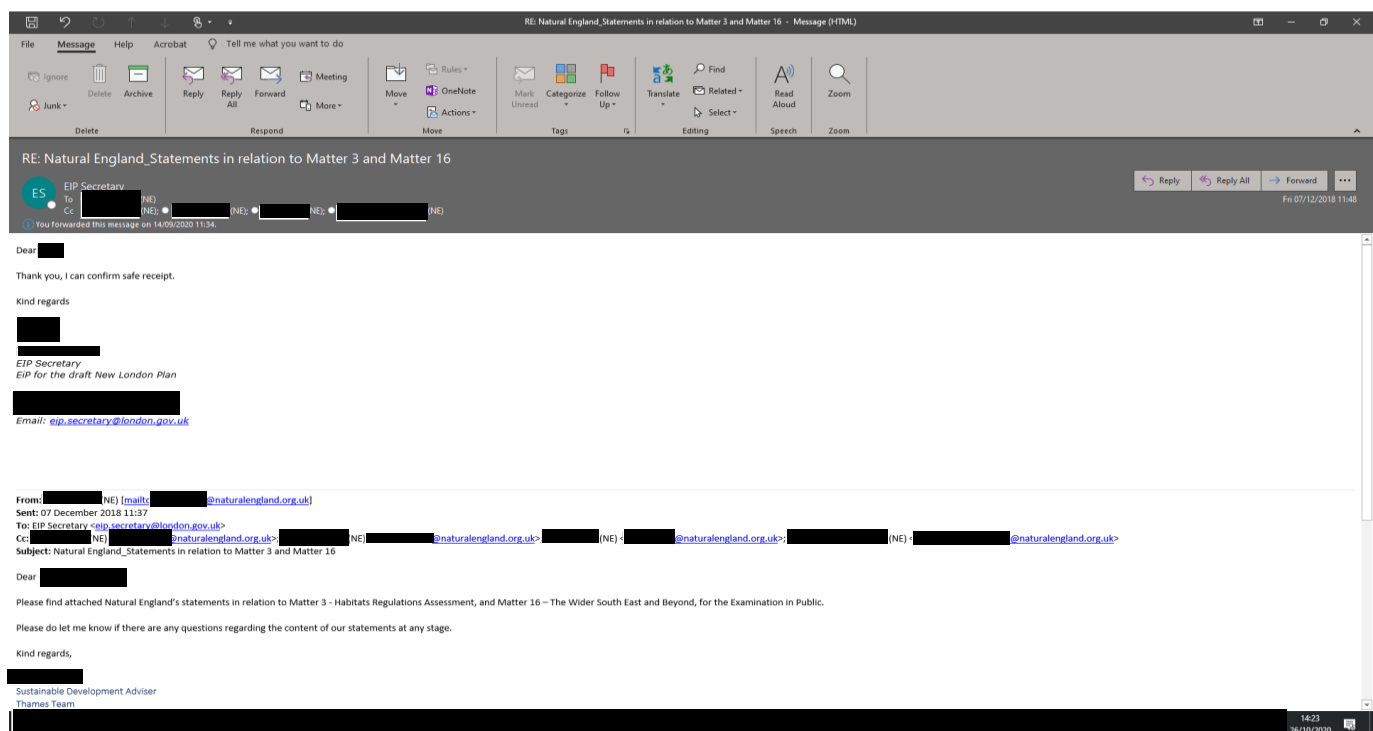 RE: Natural England_Statements in relation to Matter 3 and Matter 16 - Message (HTML)
File Message Help Acrobat Tell me what you want to do
Ignore
Junk
Delete
Archive
Delete
Reply
Reply All
Forward
Meeting
More
Respond
Move
Rules
OneNote
Actions
Move
Mark Unread
Categorize
Follow Up
Tags
Translate
Find
Related
Select
Editing
Read Aloud
Speech
Zoom
Zoom
RE: Natural England_Statements in relation to Matter 3 and Matter 16
ES
EIP Secretary
To (NE)
Cc (NE); (NE); NE); (NE)
You forwarded this message on 14/09/2020 11:34.
Reply Reply All Forward ...
Fri 07/12/2018 11:48
Dear
Thank you, I can confirm safe receipt.
Kind regards
EIP Secretary
EiP for the draft New London Plan
Email: eip.secretary@london.gov.uk
From: NE) [mailto @naturalengland.org.uk]
Sent: 07 December 2018 11:37
To: EIP Secretary <eip.secretary@london.gov.uk>
Cc: NE) @naturalengland.org.uk>; (NE) @naturalengland.org.uk>; (NE) < @naturalengland.org.uk>; (NE) < @naturalengland.org.uk>
Subject: Natural England_Statements in relation to Matter 3 and Matter 16
Dear
Please find attached Natural England's statements in relation to Matter 3 - Habitats Regulations Assessment, and Matter 16 – The Wider South East and Beyond, for the Examination in Public.
Please do let me know if there are any questions regarding the content of our statements at any stage.
Kind regards,
Sustainable Development Adviser
Thames Team
14:23
26/10/2020